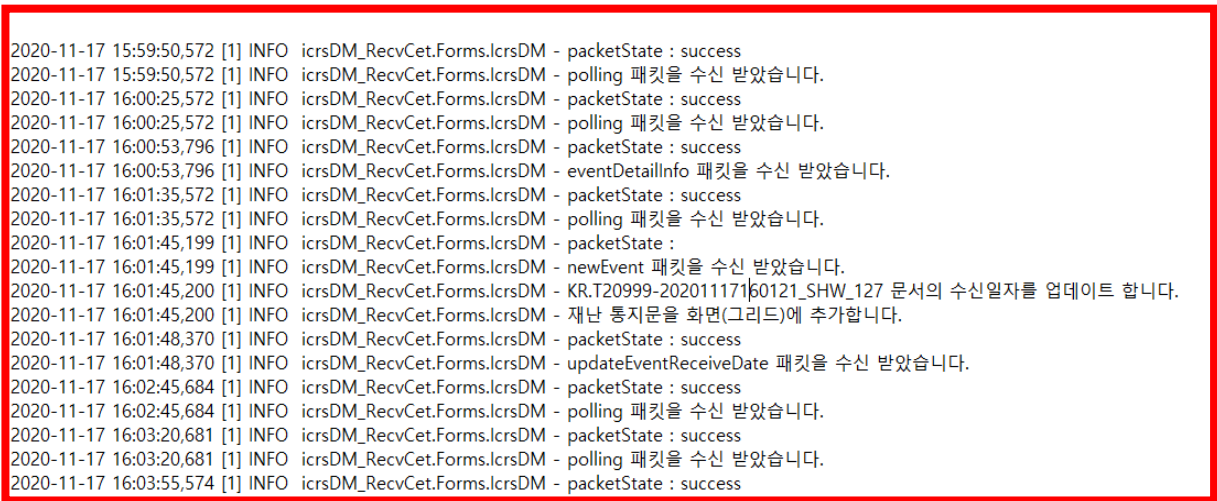 2020-11-17 15:59:50,572 [1] INFO icrsDM_RecvCet.Forms.IcrsDM - packetState : success
2020-11-17 15:59:50,572 [1] INFO icrsDM_RecvCet.Forms.IcrsDM - polling 패킷을 수신 받았습니다.
2020-11-17 16:00:25,572 [1] INFO icrsDM_RecvCet.Forms.IcrsDM - packetState : success
2020-11-17 16:00:25,572 [1] INFO icrsDM_RecvCet.Forms.IcrsDM - polling 패킷을 수신 받았습니다.
2020-11-17 16:00:53,796 [1] INFO icrsDM_RecvCet.Forms.IcrsDM - packetState : success
2020-11-17 16:00:53,796 [1] INFO icrsDM_RecvCet.Forms.IcrsDM - eventDetailInfo 패킷을 수신 받았습니다.
2020-11-17 16:01:35,572 [1] INFO icrsDM_RecvCet.Forms.IcrsDM - packetState : success
2020-11-17 16:01:35,572 [1] INFO icrsDM_RecvCet.Forms.IcrsDM - polling 패킷을 수신 받았습니다.
2020-11-17 16:01:45,199 [1] INFO icrsDM_RecvCet.Forms.IcrsDM - packetState :
2020-11-17 16:01:45,199 [1] INFO icrsDM_RecvCet.Forms.IcrsDM - newEvent 패킷을 수신 받았습니다.
2020-11-17 16:01:45,200 [1] INFO icrsDM_RecvCet.Forms.IcrsDM - KR.T20999-20201117160121_SHW_127 문서의 수신일자를 업데이트 합니다.
2020-11-17 16:01:45,200 [1] INFO icrsDM_RecvCet.Forms.IcrsDM - 재난 통지문을 화면(그리드)에 추가합니다.
2020-11-17 16:01:48,370 [1] INFO icrsDM_RecvCet.Forms.IcrsDM - packetState : success
2020-11-17 16:01:48,370 [1] INFO icrsDM_RecvCet.Forms.IcrsDM - updateEventReceiveDate 패킷을 수신 받았습니다.
2020-11-17 16:02:45,684 [1] INFO icrsDM_RecvCet.Forms.IcrsDM - packetState : success
2020-11-17 16:02:45,684 [1] INFO icrsDM_RecvCet.Forms.IcrsDM - polling 패킷을 수신 받았습니다.
2020-11-17 16:03:20,681 [1] INFO icrsDM_RecvCet.Forms.IcrsDM - packetState : success
2020-11-17 16:03:20,681 [1] INFO icrsDM_RecvCet.Forms.IcrsDM - polling 패킷을 수신 받았습니다.
2020-11-17 16:03:55,574 [1] INFO icrsDM_RecvCet.Forms.IcrsDM - packetState : success